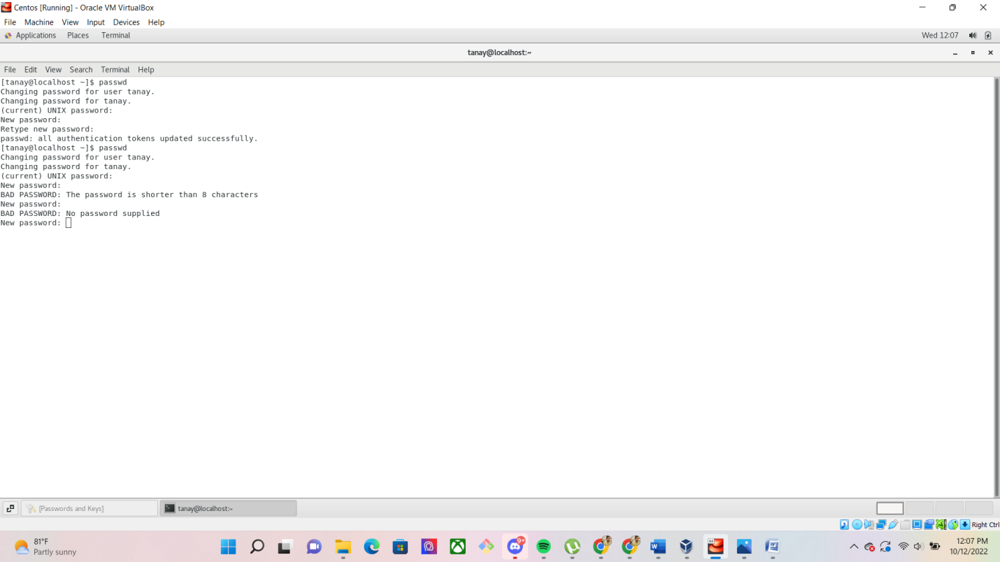 Centos [Running] - Oracle VM VirtualBox
File Machine View Input Devices Help
Applications Places Terminal Wed 12:07
tanay@localhost:~
File Edit View Search Terminal Help
[tanay@localhost ~]$ passwd
Changing password for user tanay.
Changing password for tanay.
(current) UNIX password:
New password:
Retype new password:
passwd: all authentication tokens updated successfully.
[tanay@localhost ~]$ passwd
Changing password for user tanay.
Changing password for tanay.
(current) UNIX password:
New password:
BAD PASSWORD: The password is shorter than 8 characters
New password:
BAD PASSWORD: No password supplied
New password:
[Passwords and Keys] tanay@localhost:~
Right Ctrl
81°F
Partly sunny
9+
12:07 PM
10/12/2022